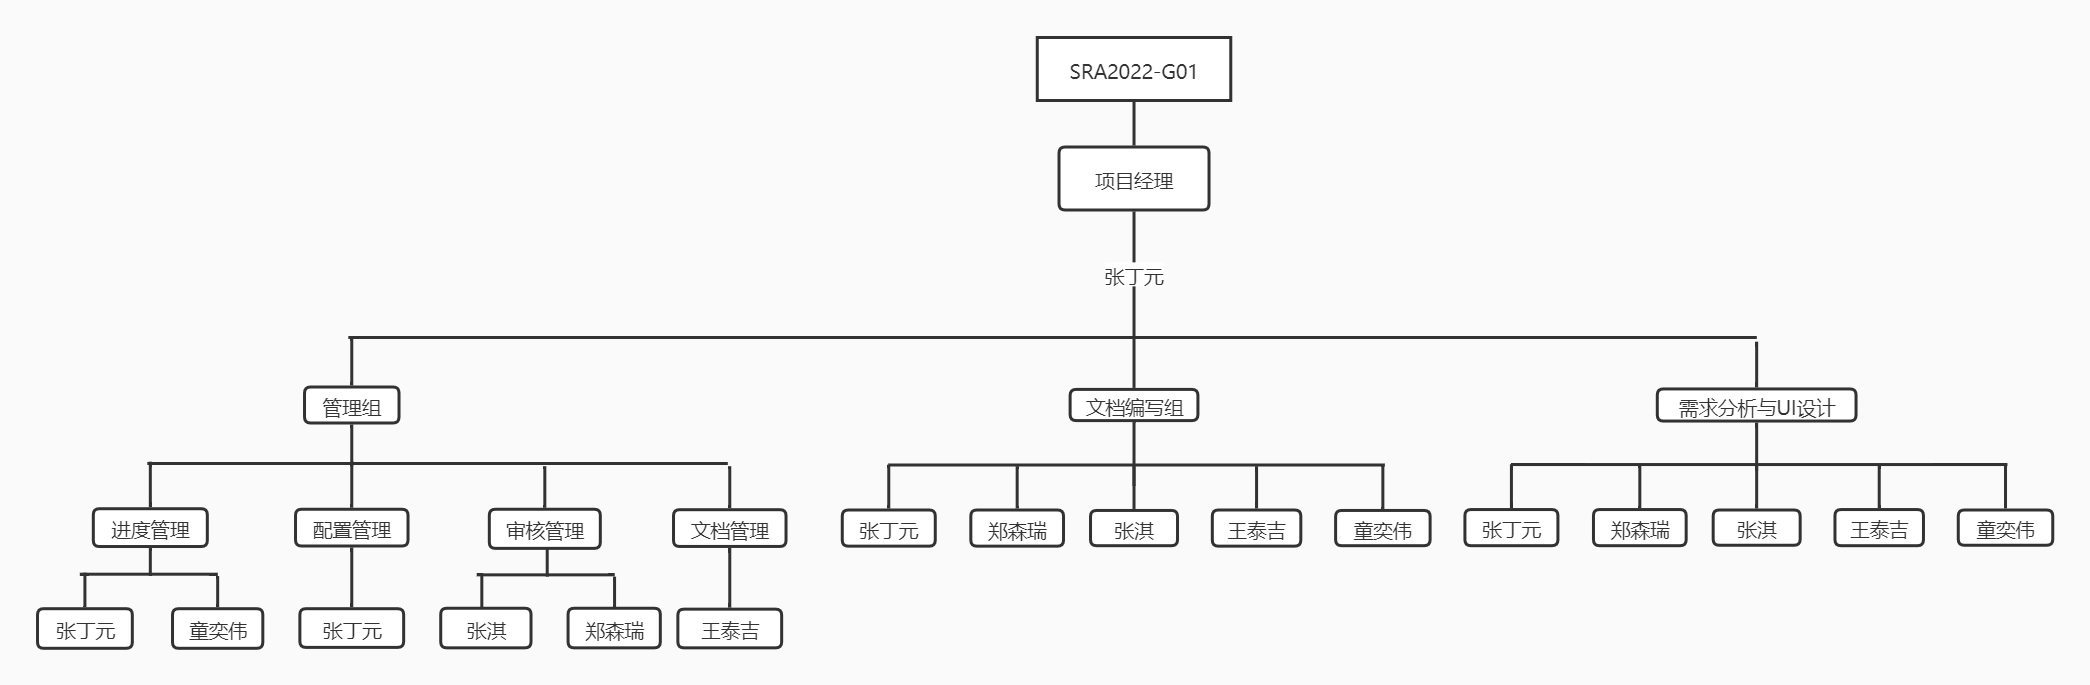 SRA2022-G01
项目经理
张丁元
管理组
文档编写组
需求分析与UI设计
进度管理
配置管理
审核管理
文档管理
张丁元
郑森瑞
张淇
王泰吉
童奕伟
张丁元
郑森瑞
张淇
王泰吉
童奕伟
张丁元
童奕伟
张丁元
张淇
郑森瑞
王泰吉